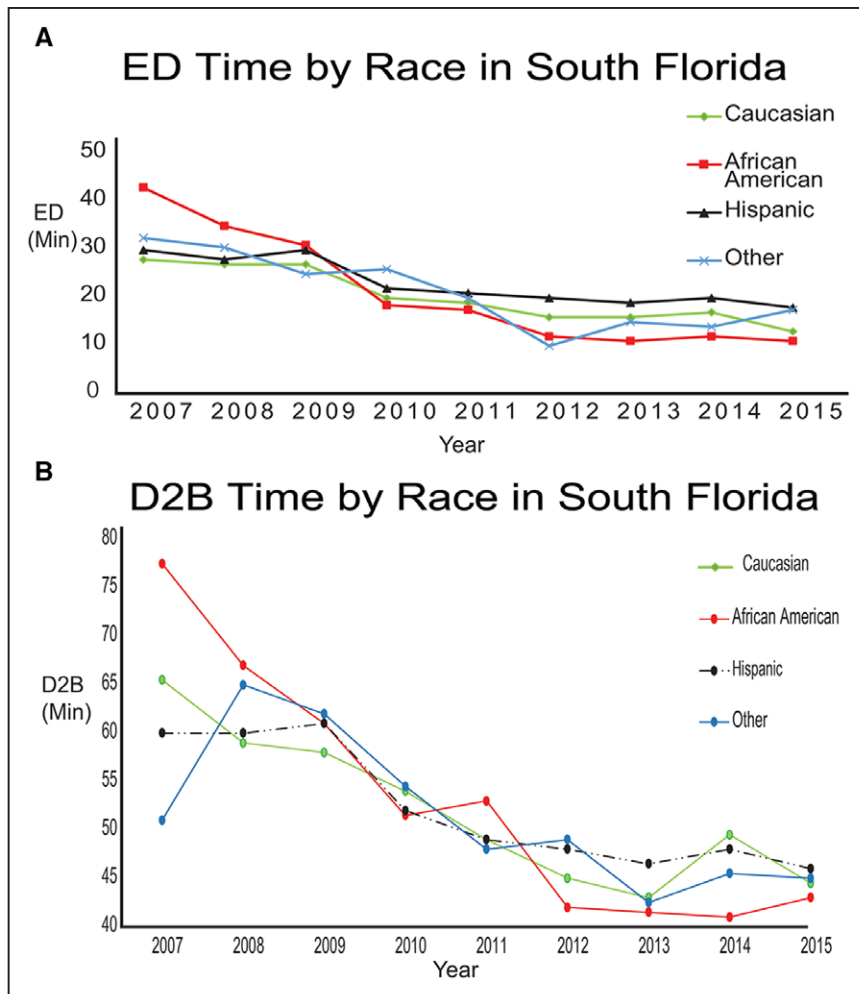 A
ED Time by Race in South Florida
Caucasian
African
American
Hispanic
Other
50
40
30
20
10
0
ED
(Min)
2007 2008 2009 2010 2011 2012 2013 2014 2015
Year
B
D2B Time by Race in South Florida
Caucasian
African American
Hispanic
Other
80
75
70
65
60
55
50
45
40
D2B
(Min)
2007 2008 2009 2010 2011 2012 2013 2014 2015
Year